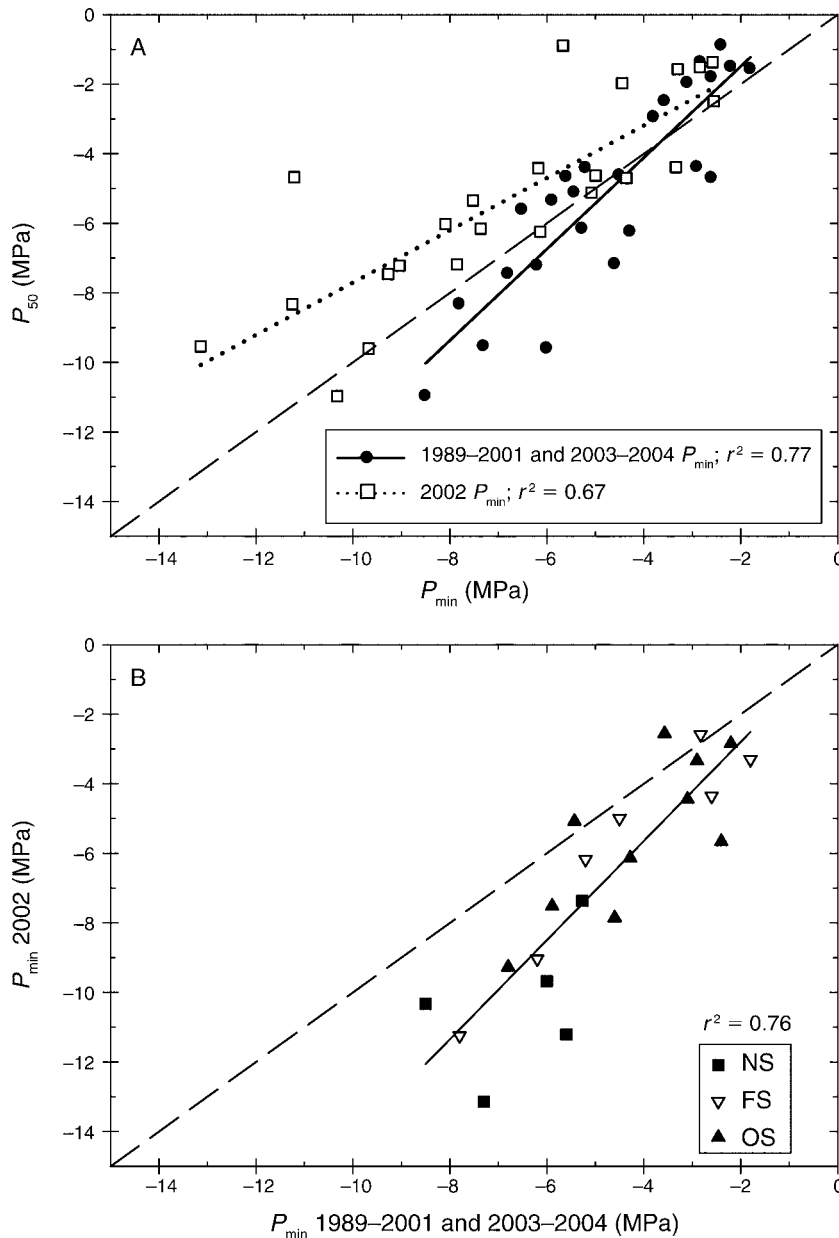 A
0
−2
−4
−6
−8
−10
−12
−14
P50 (MPa)
1989–2001 and 2003–2004 Pmin; r2 = 0.77
2002 Pmin; r2 = 0.67
−14 −12 −10 −8 −6 −4 −2 0
Pmin (MPa)
B
0
−2
−4
−6
−8
−10
−12
−14
Pmin 2002 (MPa)
r2 = 0.76
NS
FS
OS
−14 −12 −10 −8 −6 −4 −2 0
Pmin 1989–2001 and 2003–2004 (MPa)